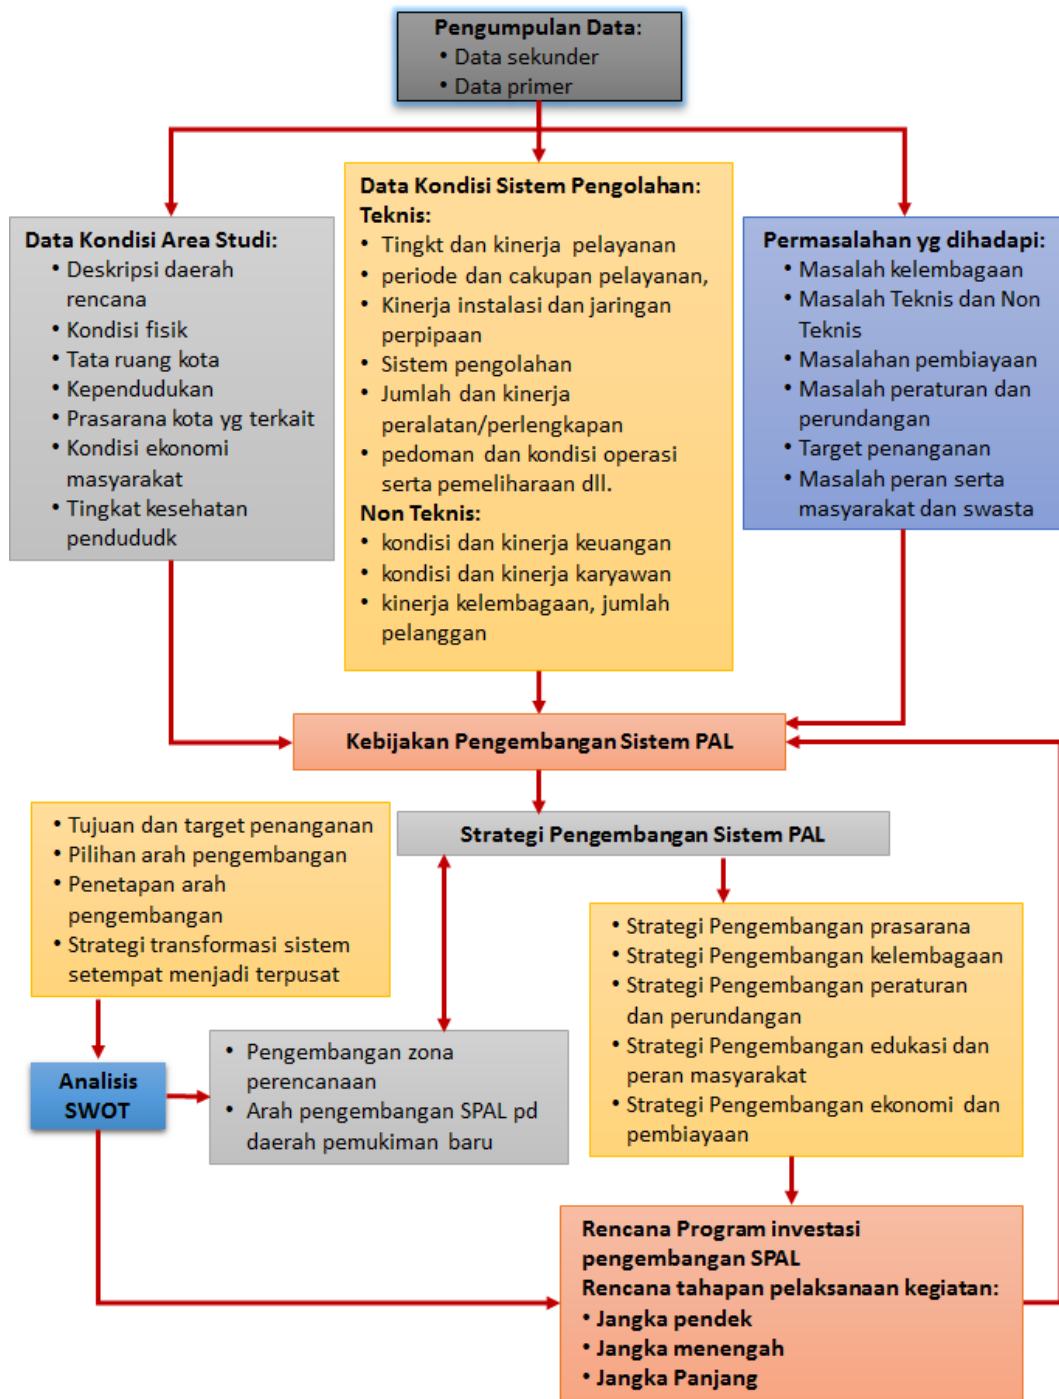 Pengumpulan Data:
• Data sekunder
• Data primer
Data Kondisi Area Studi:
• Deskripsi daerah
rencana
• Kondisi fisik
• Tata ruang kota
• Kependudukan
• Prasarana kota yg terkait
• Kondisi ekonomi
masyarakat
• Tingkat kesehatan
pendududk
Data Kondisi Sistem Pengolahan:
Teknis:
• Tingkt dan kinerja pelayanan
• periode dan cakupan pelayanan,
• Kinerja instalasi dan jaringan
perpipaan
• Sistem pengolahan
• Jumlah dan kinerja
peralatan/perlengkapan
• pedoman dan kondisi operasi
serta pemeliharaan dll.
Non Teknis:
• kondisi dan kinerja keuangan
• kondisi dan kinerja karyawan
• kinerja kelembagaan, jumlah
pelanggan
Permasalahan yg dihadapi:
• Masalah kelembagaan
• Masalah Teknis dan Non
Teknis
• Masalahan pembiayaan
• Masalah peraturan dan
perundangan
• Target penanganan
• Masalah peran serta
masyarakat dan swasta
Kebijakan Pengembangan Sistem PAL
• Tujuan dan target penanganan
• Pilihan arah pengembangan
• Penetapan arah
pengembangan
• Strategi transformasi sistem
setempat menjadi terpusat
Strategi Pengembangan Sistem PAL
• Strategi Pengembangan prasarana
• Strategi Pengembangan kelembagaan
• Strategi Pengembangan peraturan
dan perundangan
• Strategi Pengembangan edukasi dan
peran masyarakat
• Strategi Pengembangan ekonomi dan
pembiayaan
Analisis
SWOT
• Pengembangan zona
perencanaan
• Arah pengembangan SPAL pd
daerah pemukiman baru
Rencana Program investasi
pengembangan SPAL
Rencana tahapan pelaksanaan kegiatan:
• Jangka pendek
• Jangka menengah
• Jangka Panjang